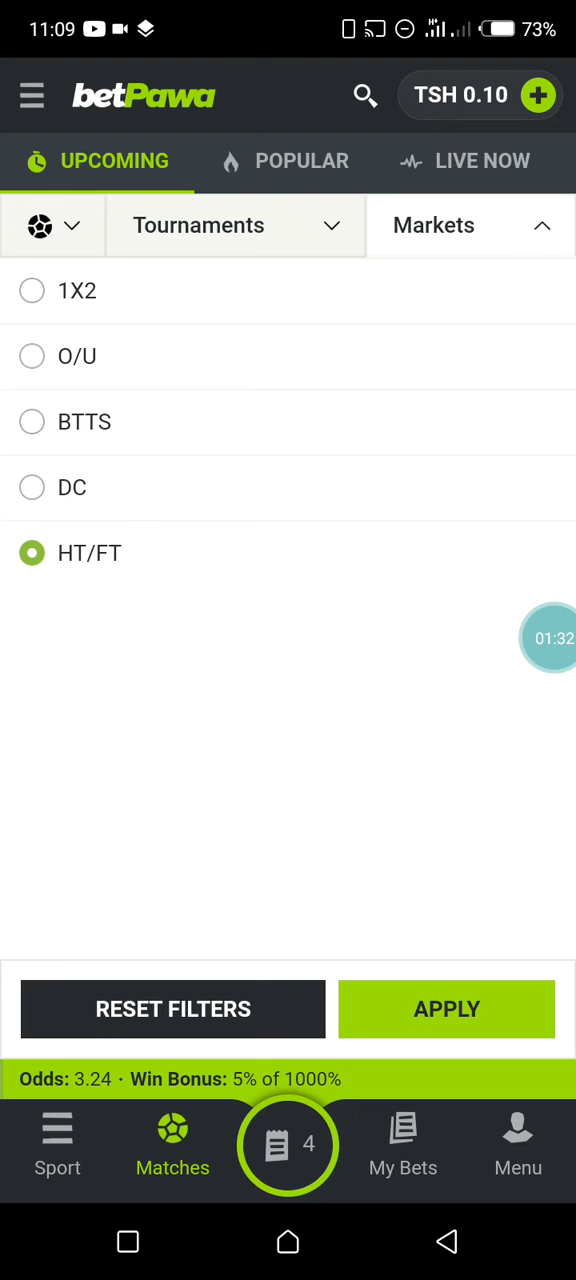 11:09 73%
betPawa TSH 0.10
UPCOMING POPULAR LIVE NOW
Tournaments Markets
1X2
O/U
BTTS
DC
HT/FT
01:32
RESET FILTERS APPLY
Odds: 3.24 · Win Bonus: 5% of 1000%
4
Sport Matches My Bets Menu